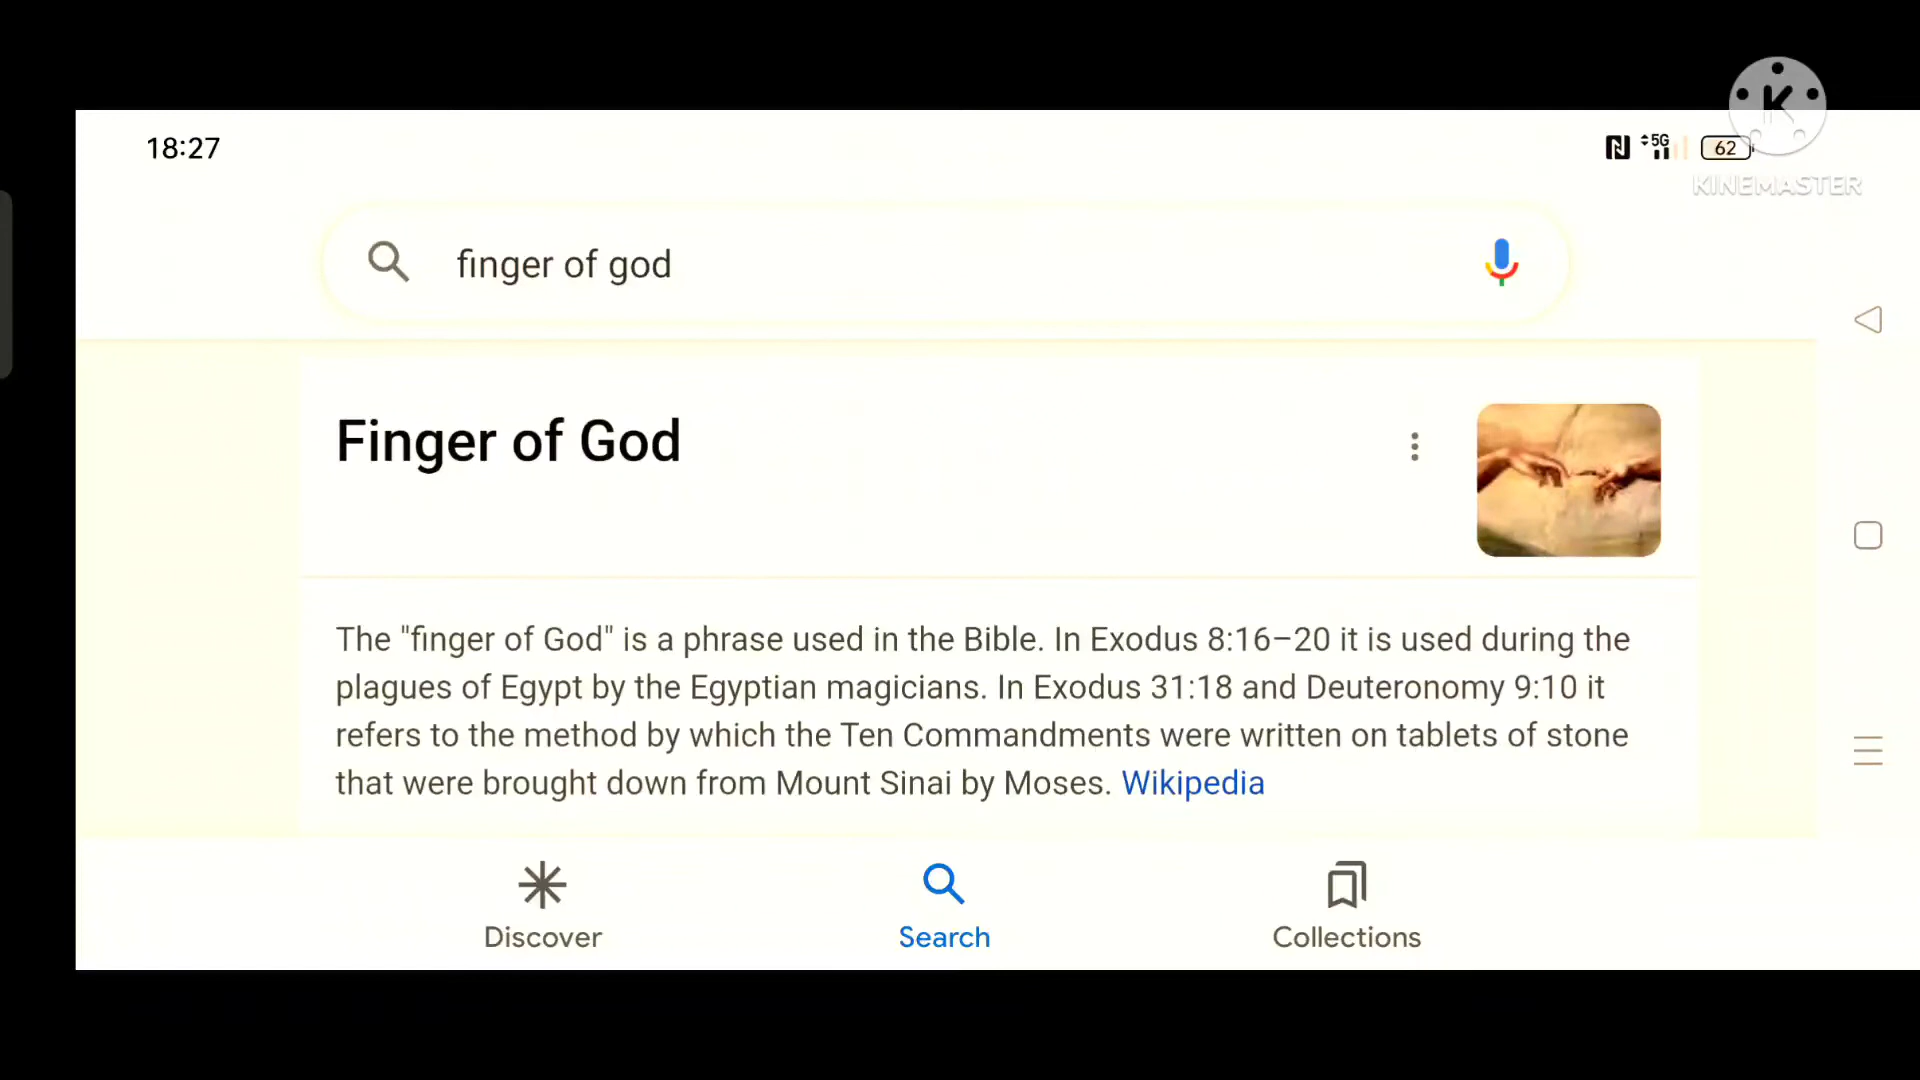 18:27
5G
62
KINEMASTER
finger of god
Finger of God
The "finger of God" is a phrase used in the Bible. In Exodus 8:16–20 it is used during the
plagues of Egypt by the Egyptian magicians. In Exodus 31:18 and Deuteronomy 9:10 it
refers to the method by which the Ten Commandments were written on tablets of stone
that were brought down from Mount Sinai by Moses. Wikipedia
Discover
Search
Collections